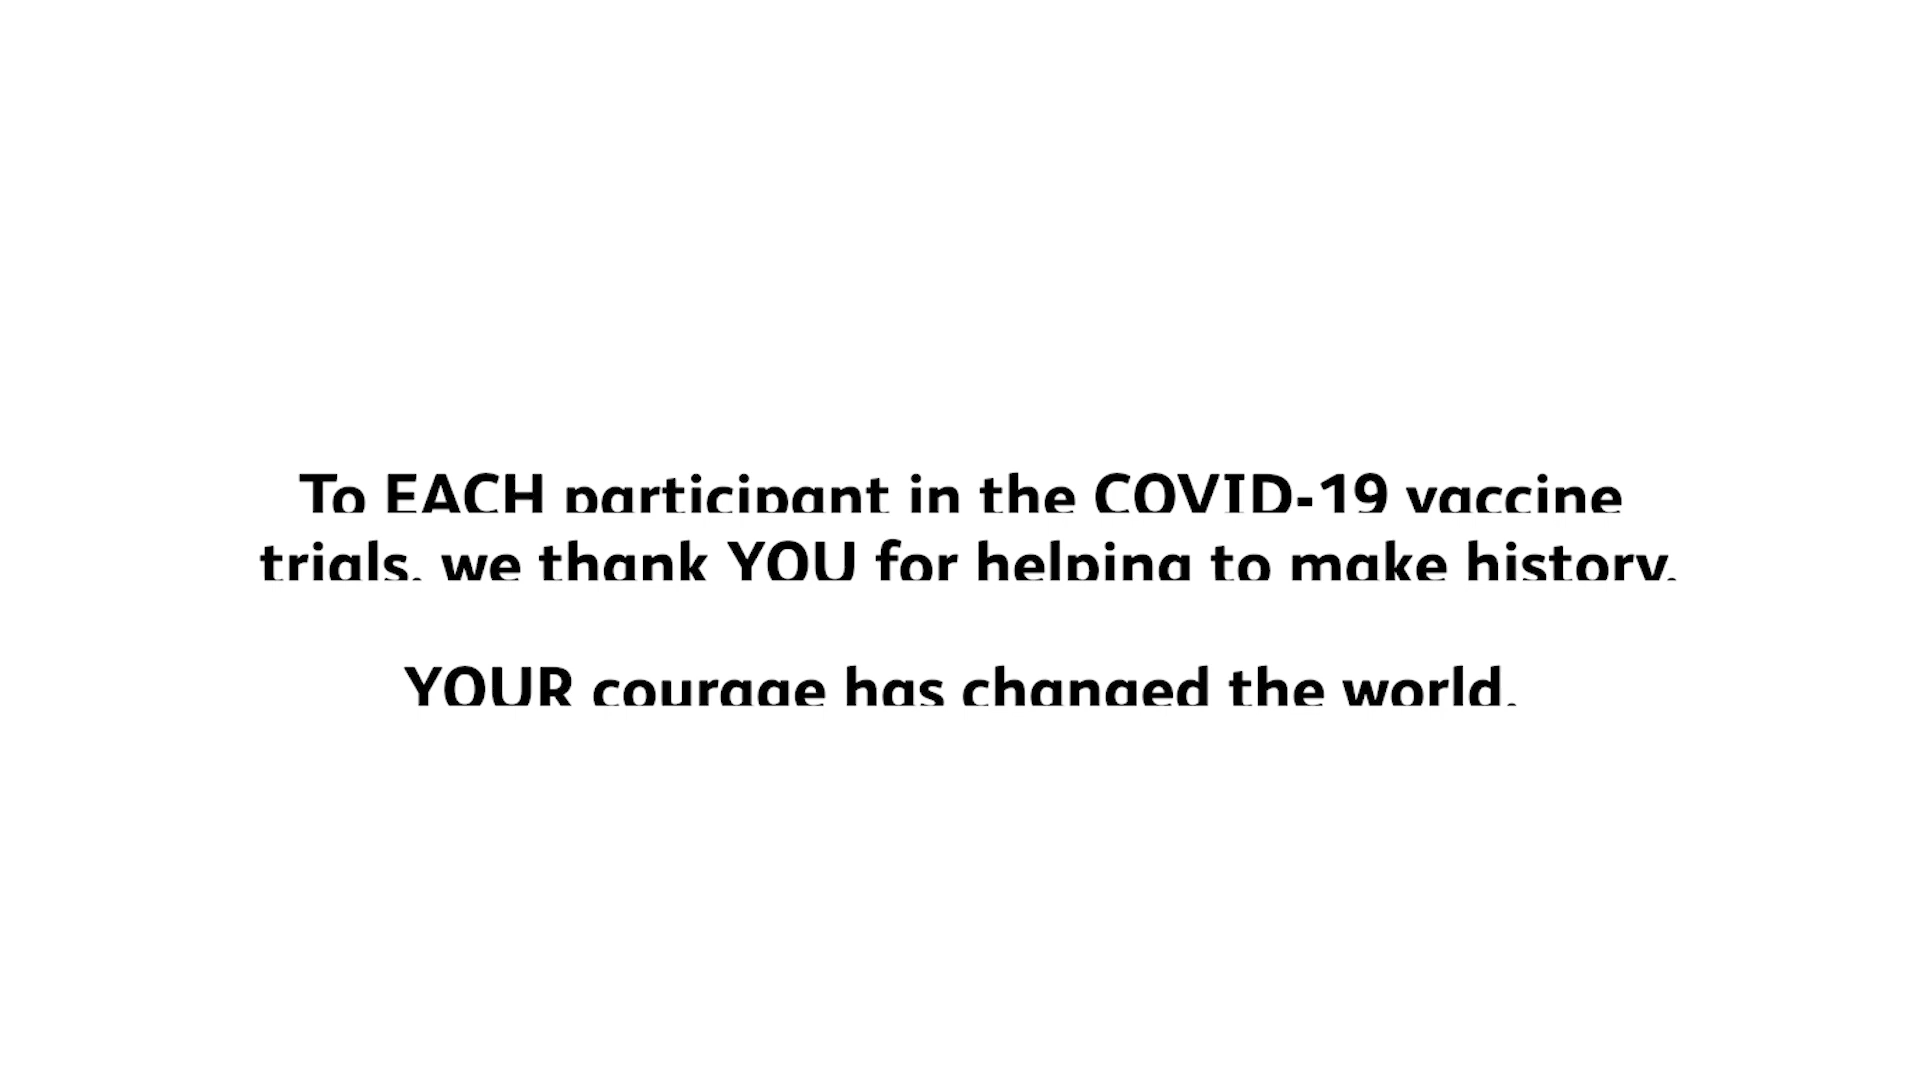 To EACH participant in the COVID-19 vaccine
trials, we thank YOU for helping to make history.
YOUR courage has changed the world.